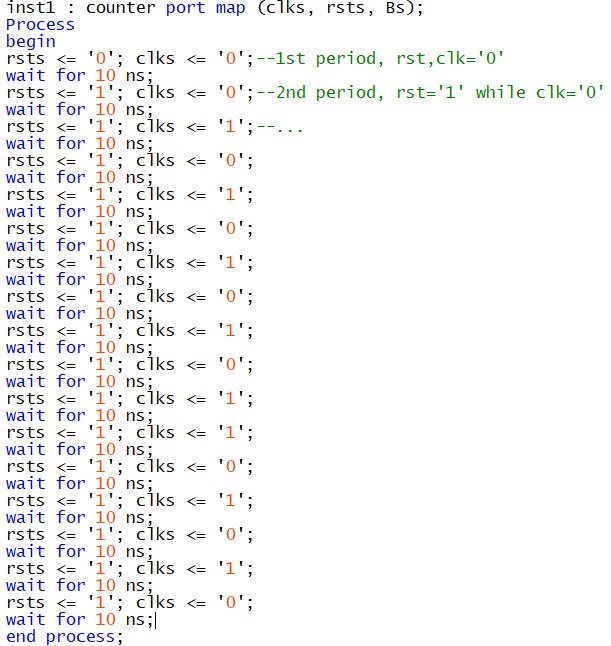 inst1 : counter port map (clks, rsts, Bs);
Process
begin
rsts <= '0'; clks <= '0';--1st period, rst,clk='0'
wait for 10 ns;
rsts <= '1'; clks <= '0';--2nd period, rst='1' while clk='0'
wait for 10 ns;
rsts <= '1'; clks <= '1';--...
wait for 10 ns;
rsts <= '1'; clks <= '0';
wait for 10 ns;
rsts <= '1'; clks <= '1';
wait for 10 ns;
rsts <= '1'; clks <= '0';
wait for 10 ns;
rsts <= '1'; clks <= '1';
wait for 10 ns;
rsts <= '1'; clks <= '0';
wait for 10 ns;
rsts <= '1'; clks <= '1';
wait for 10 ns;
rsts <= '1'; clks <= '0';
wait for 10 ns;
rsts <= '1'; clks <= '1';
wait for 10 ns;
rsts <= '1'; clks <= '1';
wait for 10 ns;
rsts <= '1'; clks <= '0';
wait for 10 ns;
rsts <= '1'; clks <= '1';
wait for 10 ns;
rsts <= '1'; clks <= '0';
wait for 10 ns;
rsts <= '1'; clks <= '1';
wait for 10 ns;
rsts <= '1'; clks <= '0';
wait for 10 ns;
end process;